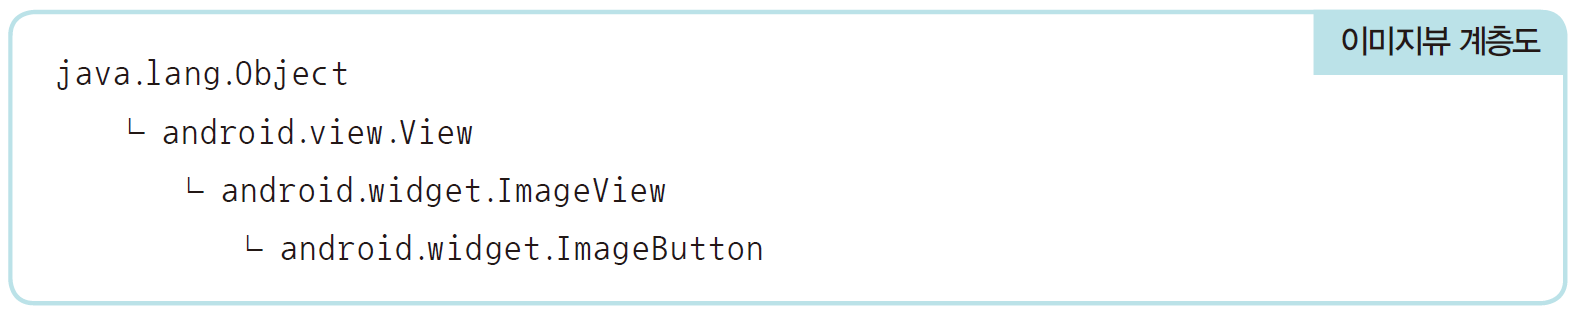 이미지뷰 계층도
java.lang.Object
└ android.view.View
└ android.widget.ImageView
└ android.widget.ImageButton